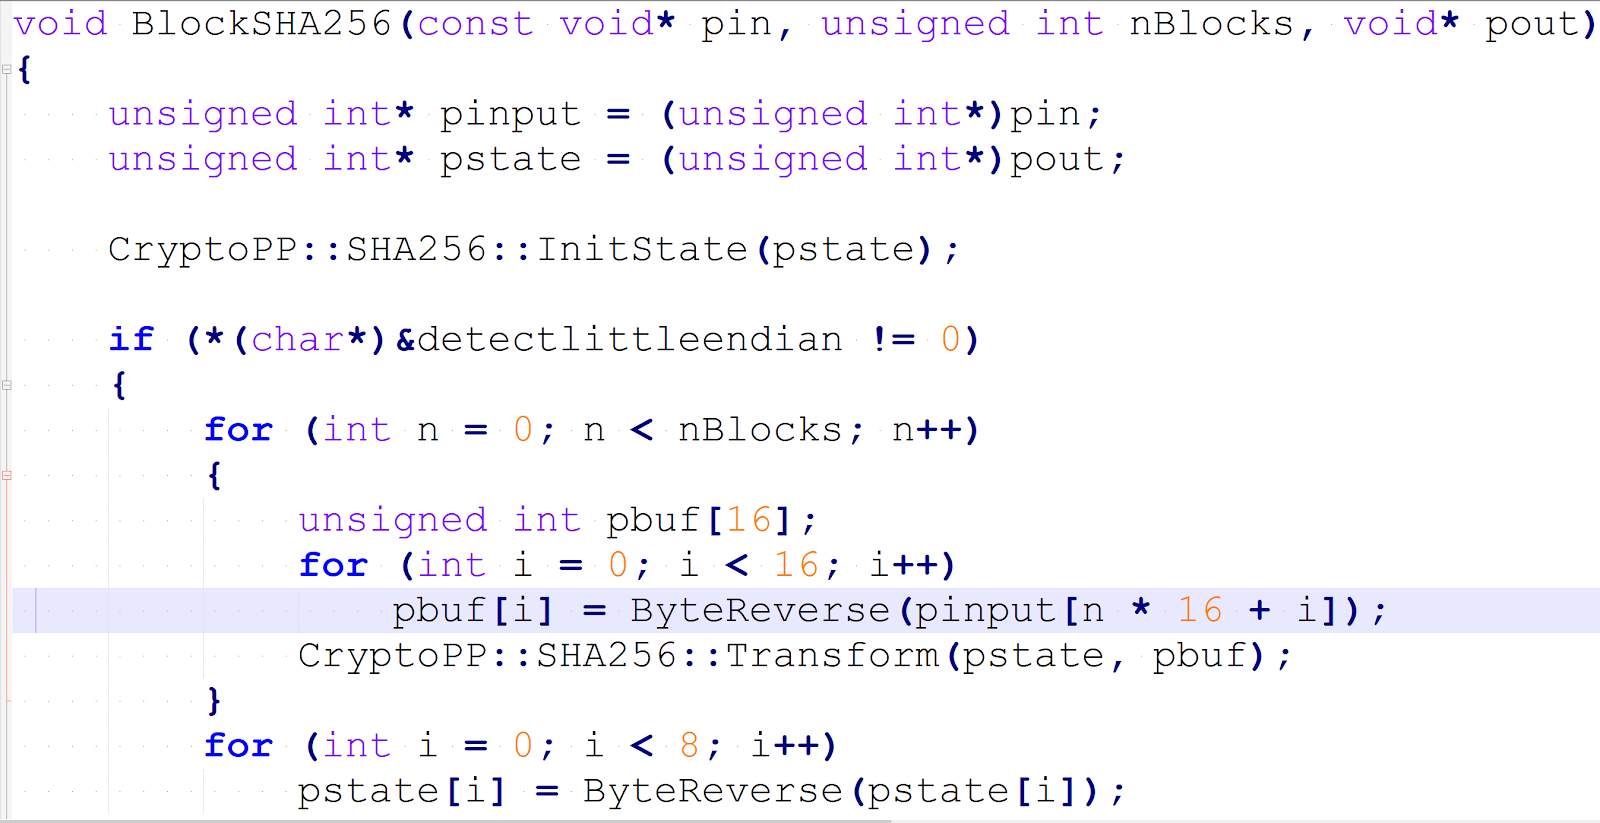 void BlockSHA256(const void* pin, unsigned int nBlocks, void* pout)
{
    unsigned int* pinput = (unsigned int*)pin;
    unsigned int* pstate = (unsigned int*)pout;

    CryptoPP::SHA256::InitState(pstate);

    if (*(char*)&detectlittleendian != 0)
    {
        for (int n = 0; n < nBlocks; n++)
        {
            unsigned int pbuf[16];
            for (int i = 0; i < 16; i++)
                pbuf[i] = ByteReverse(pinput[n * 16 + i]);
            CryptoPP::SHA256::Transform(pstate, pbuf);
        }
        for (int i = 0; i < 8; i++)
            pstate[i] = ByteReverse(pstate[i]);